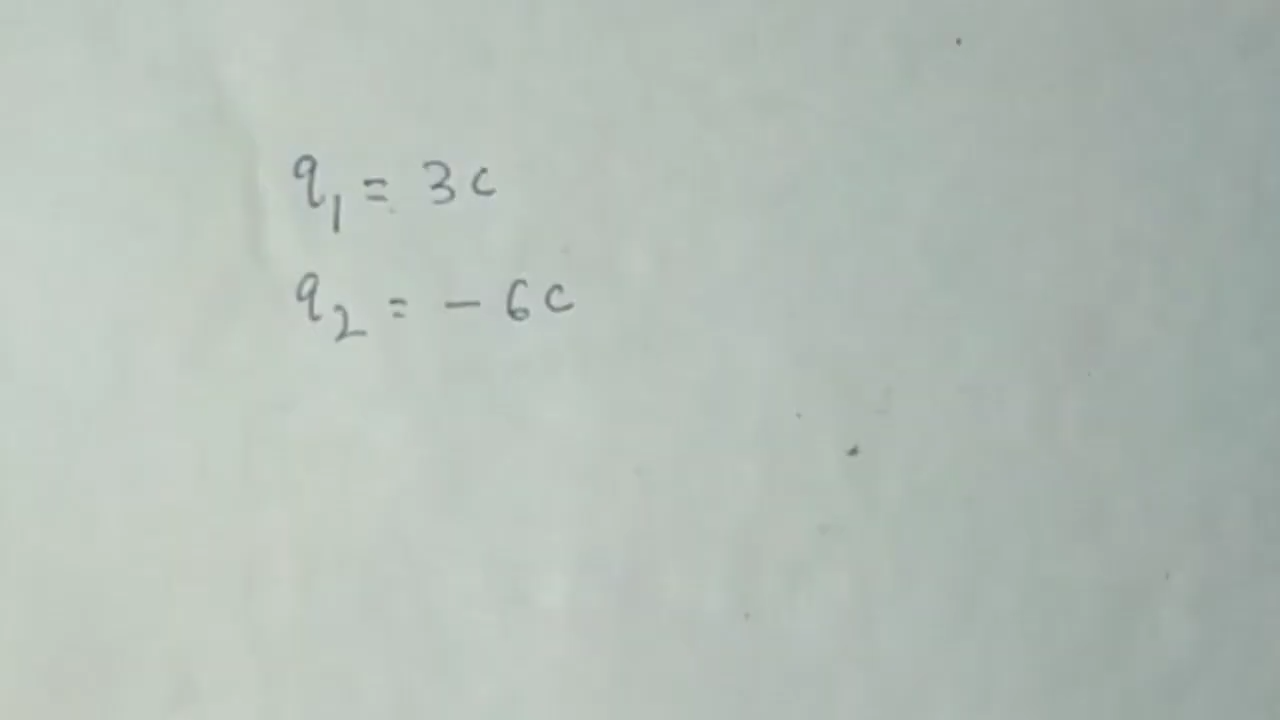 q₁ = 3c
q₂ = - 6c